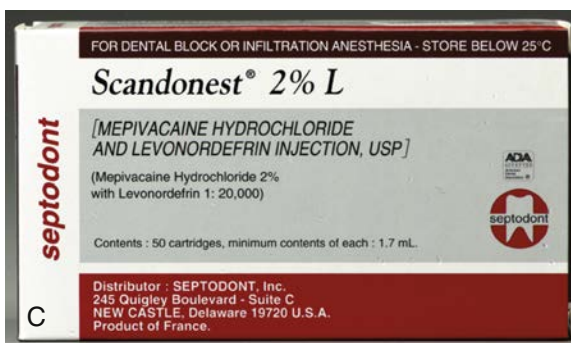 FOR DENTAL BLOCK OR INFILTRATION ANESTHESIA - STORE BELOW 25°C
Scandonest® 2% L
septodont
[MEPIVACAINE HYDROCHLORIDE
AND LEVONORDEFRIN INJECTION, USP]
(Mepivacaine Hydrochloride 2%
with Levonordefrin 1: 20,000)
ADA
septodont
Contents : 50 cartridges, minimum contents of each : 1.7 mL.
Distributor : SEPTODONT, Inc.
245 Quigley Boulevard - Suite C
NEW CASTLE, Delaware 19720 U.S.A.
Product of France.
C